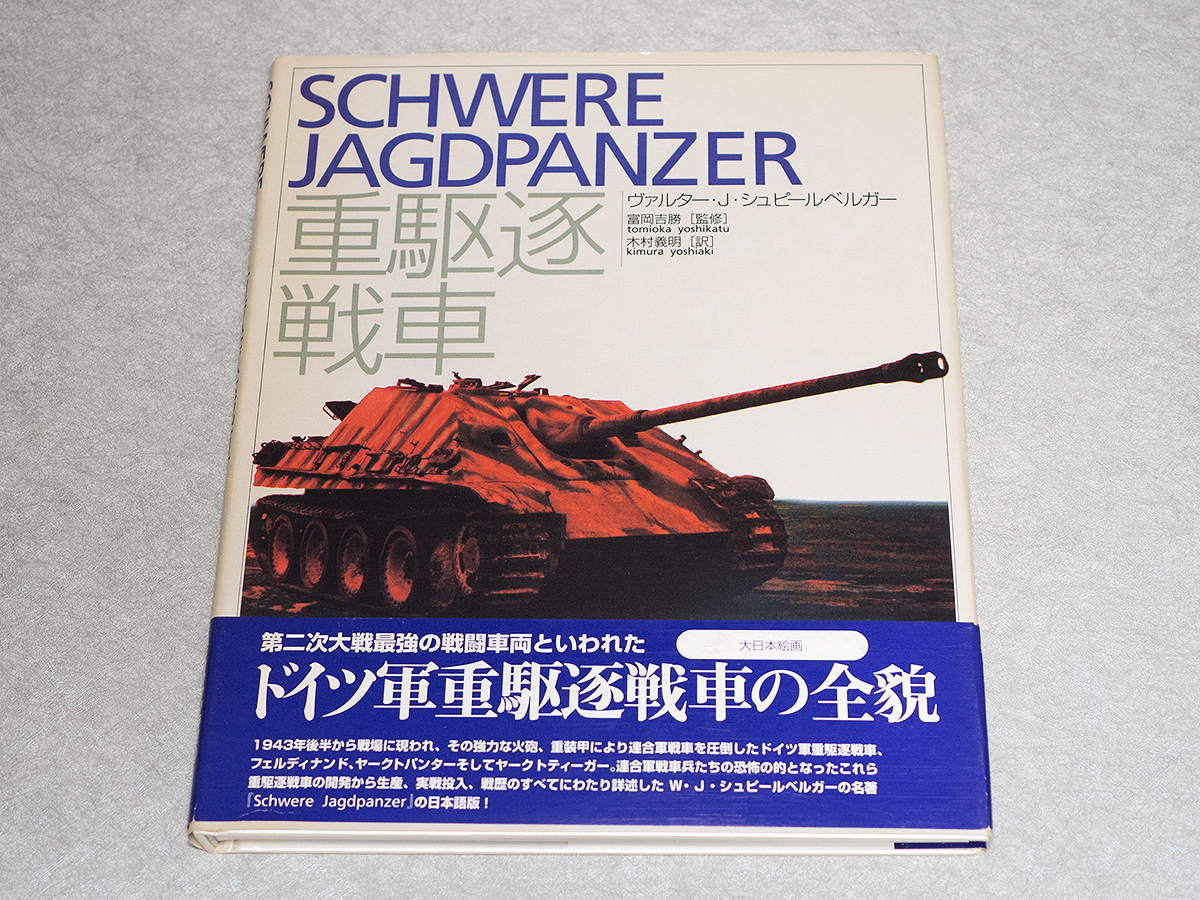 SCHWERE
JAGDPANZER
重駆逐
戦車
ヴァルター・J・シュピールベルガー
富岡吉勝 [監修]
tomioka yoshikatu
木村義明 [訳]
kimura yoshiaki
第二次大戦最強の戦闘車両といわれた
大日本絵画
ドイツ軍重駆逐戦車の全貌
1943年後半から戦場に現われ、その強力な火砲、重装甲により連合軍戦車を圧倒したドイツ軍重駆逐戦車、
フェルディナンド、ヤークトパンターそしてヤークトティーガー。連合軍戦車兵たちの恐怖の的となったこれら
重駆逐戦車の開発から生産、実戦投入、戦歴のすべてにわたり詳述した W・J・シュピールベルガーの名著
『Schwere Jagdpanzer』の日本語版！